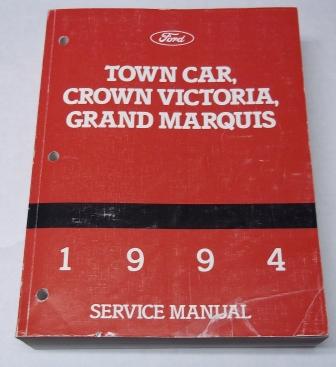 Ford
TOWN CAR,
CROWN VICTORIA,
GRAND MARQUIS
1 9 9 4
SERVICE MANUAL